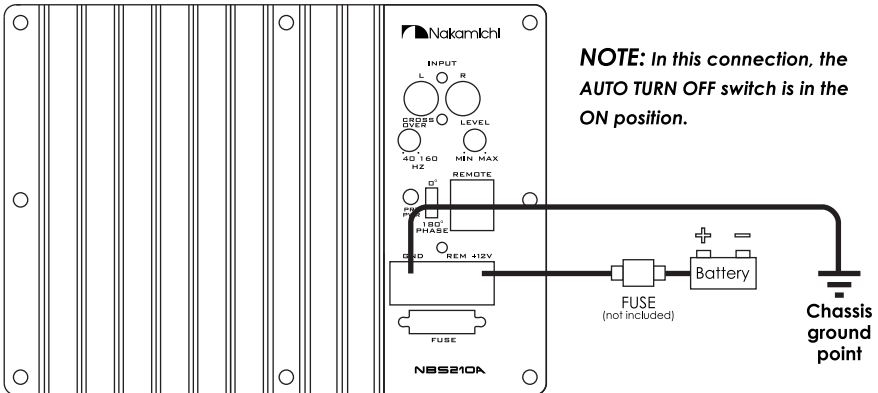 Nakamichi
INPUT
L R
CROSS OVER LEVEL
40 160 MIN MAX
HZ
REMOTE
0°
PRT
PWR
180°
PHASE
GND REM +12V
FUSE
NBS210A
NOTE: In this connection, the
AUTO TURN OFF switch is in the
ON position.
+ −
Battery
FUSE
(not included)
Chassis
ground
point